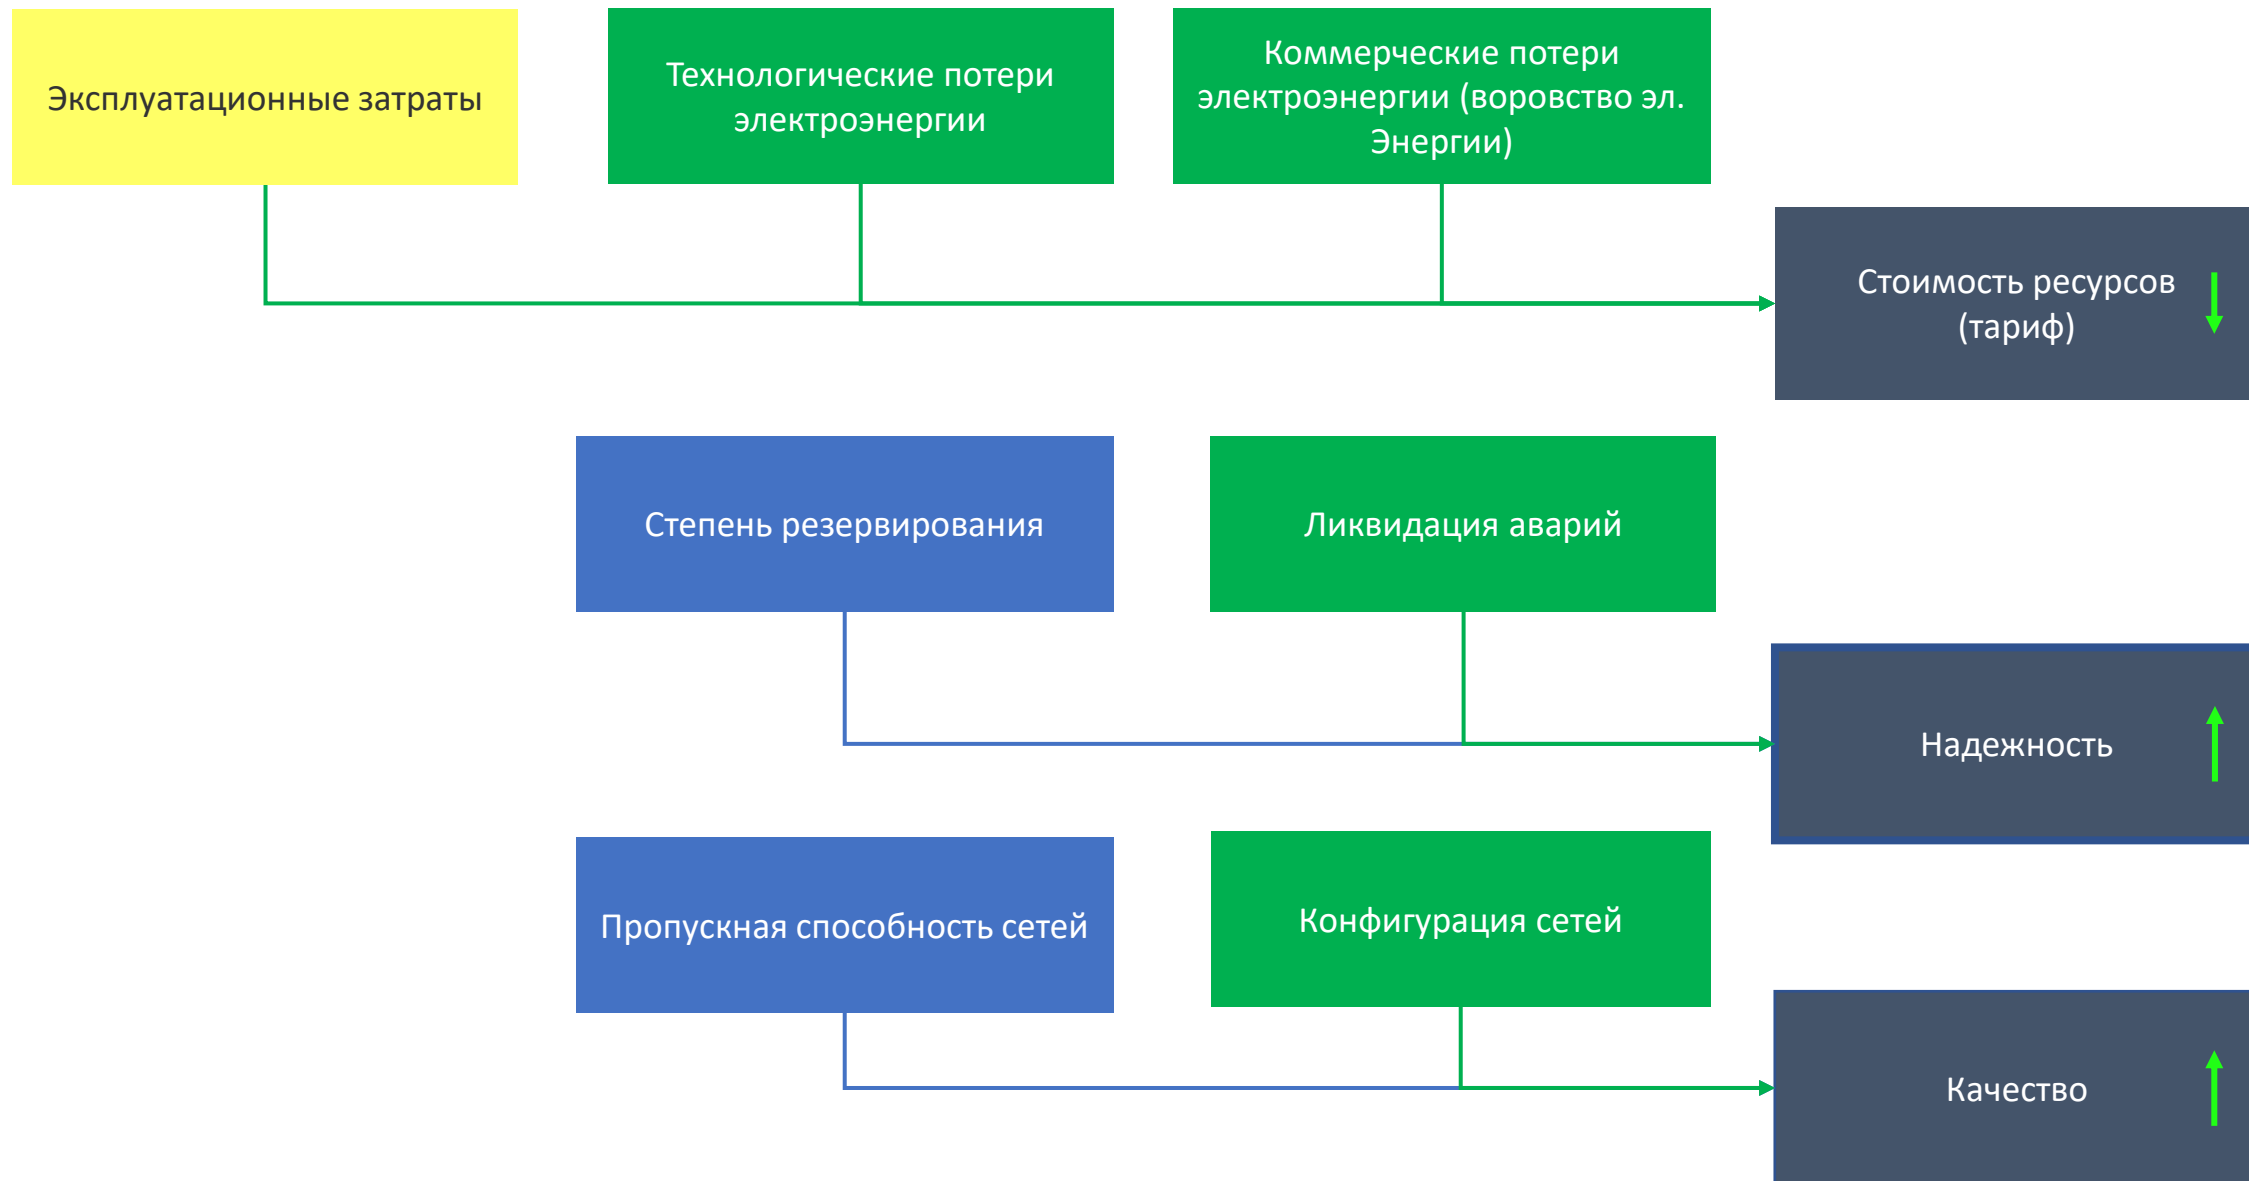 Эксплуатационные затраты
Технологические потери
электроэнергии
Коммерческие потери
электроэнергии (воровство эл.
Энергии)
Стоимость ресурсов
(тариф)
Степень резервирования
Ликвидация аварий
Надежность
Пропускная способность сетей
Конфигурация сетей
Качество